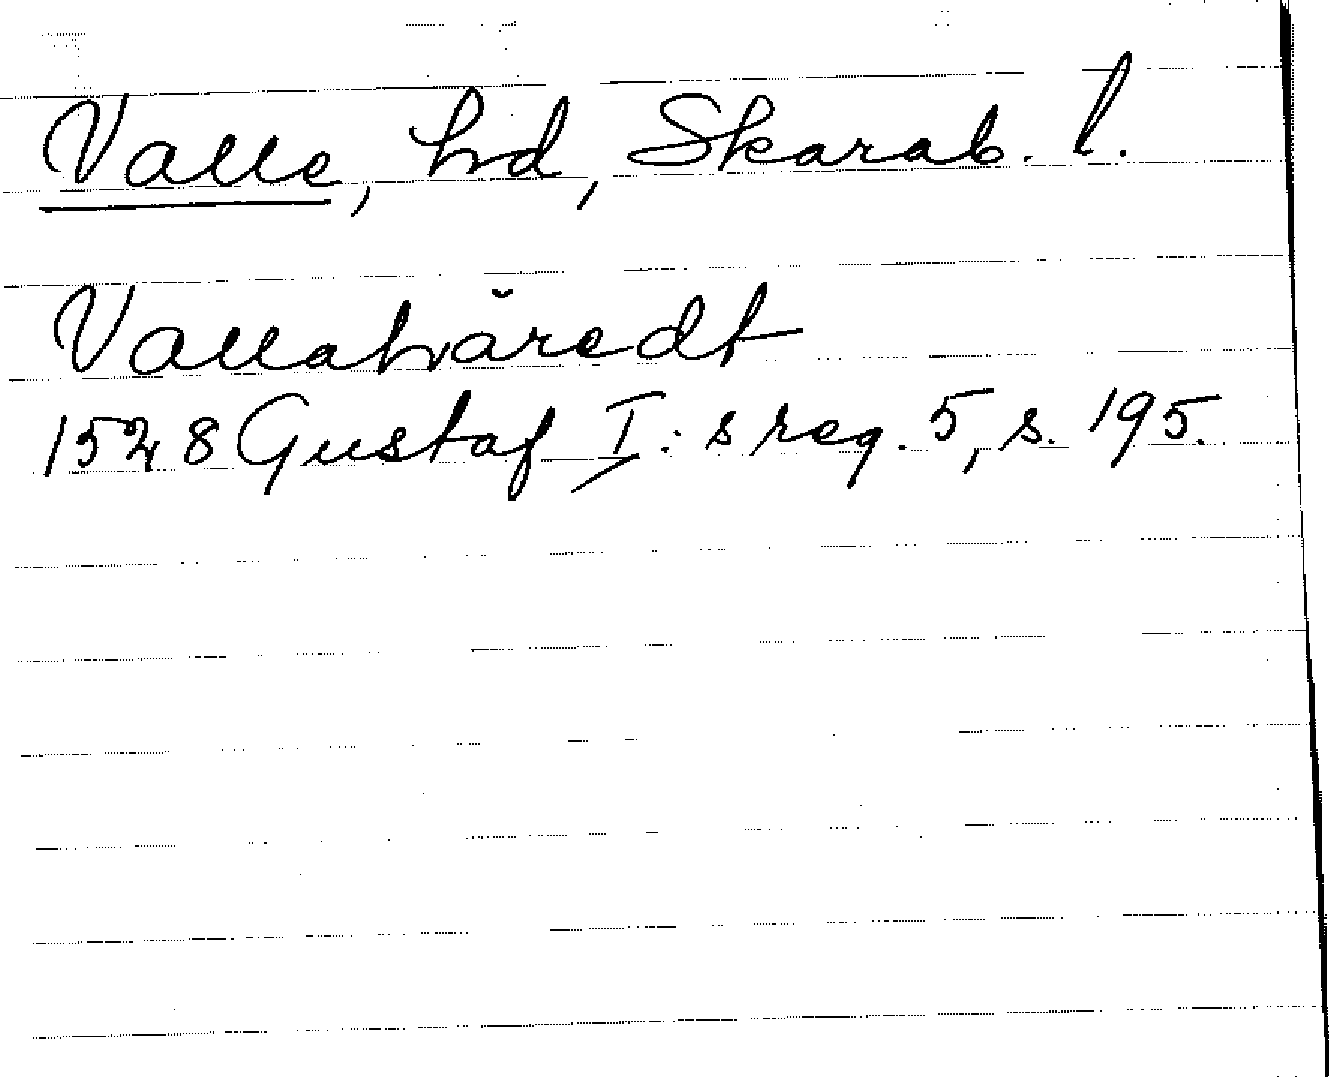 Valle, hd, Skarab. l.
Vallahäredt
1528 Gustaf I: s reg. 5, s. 195.